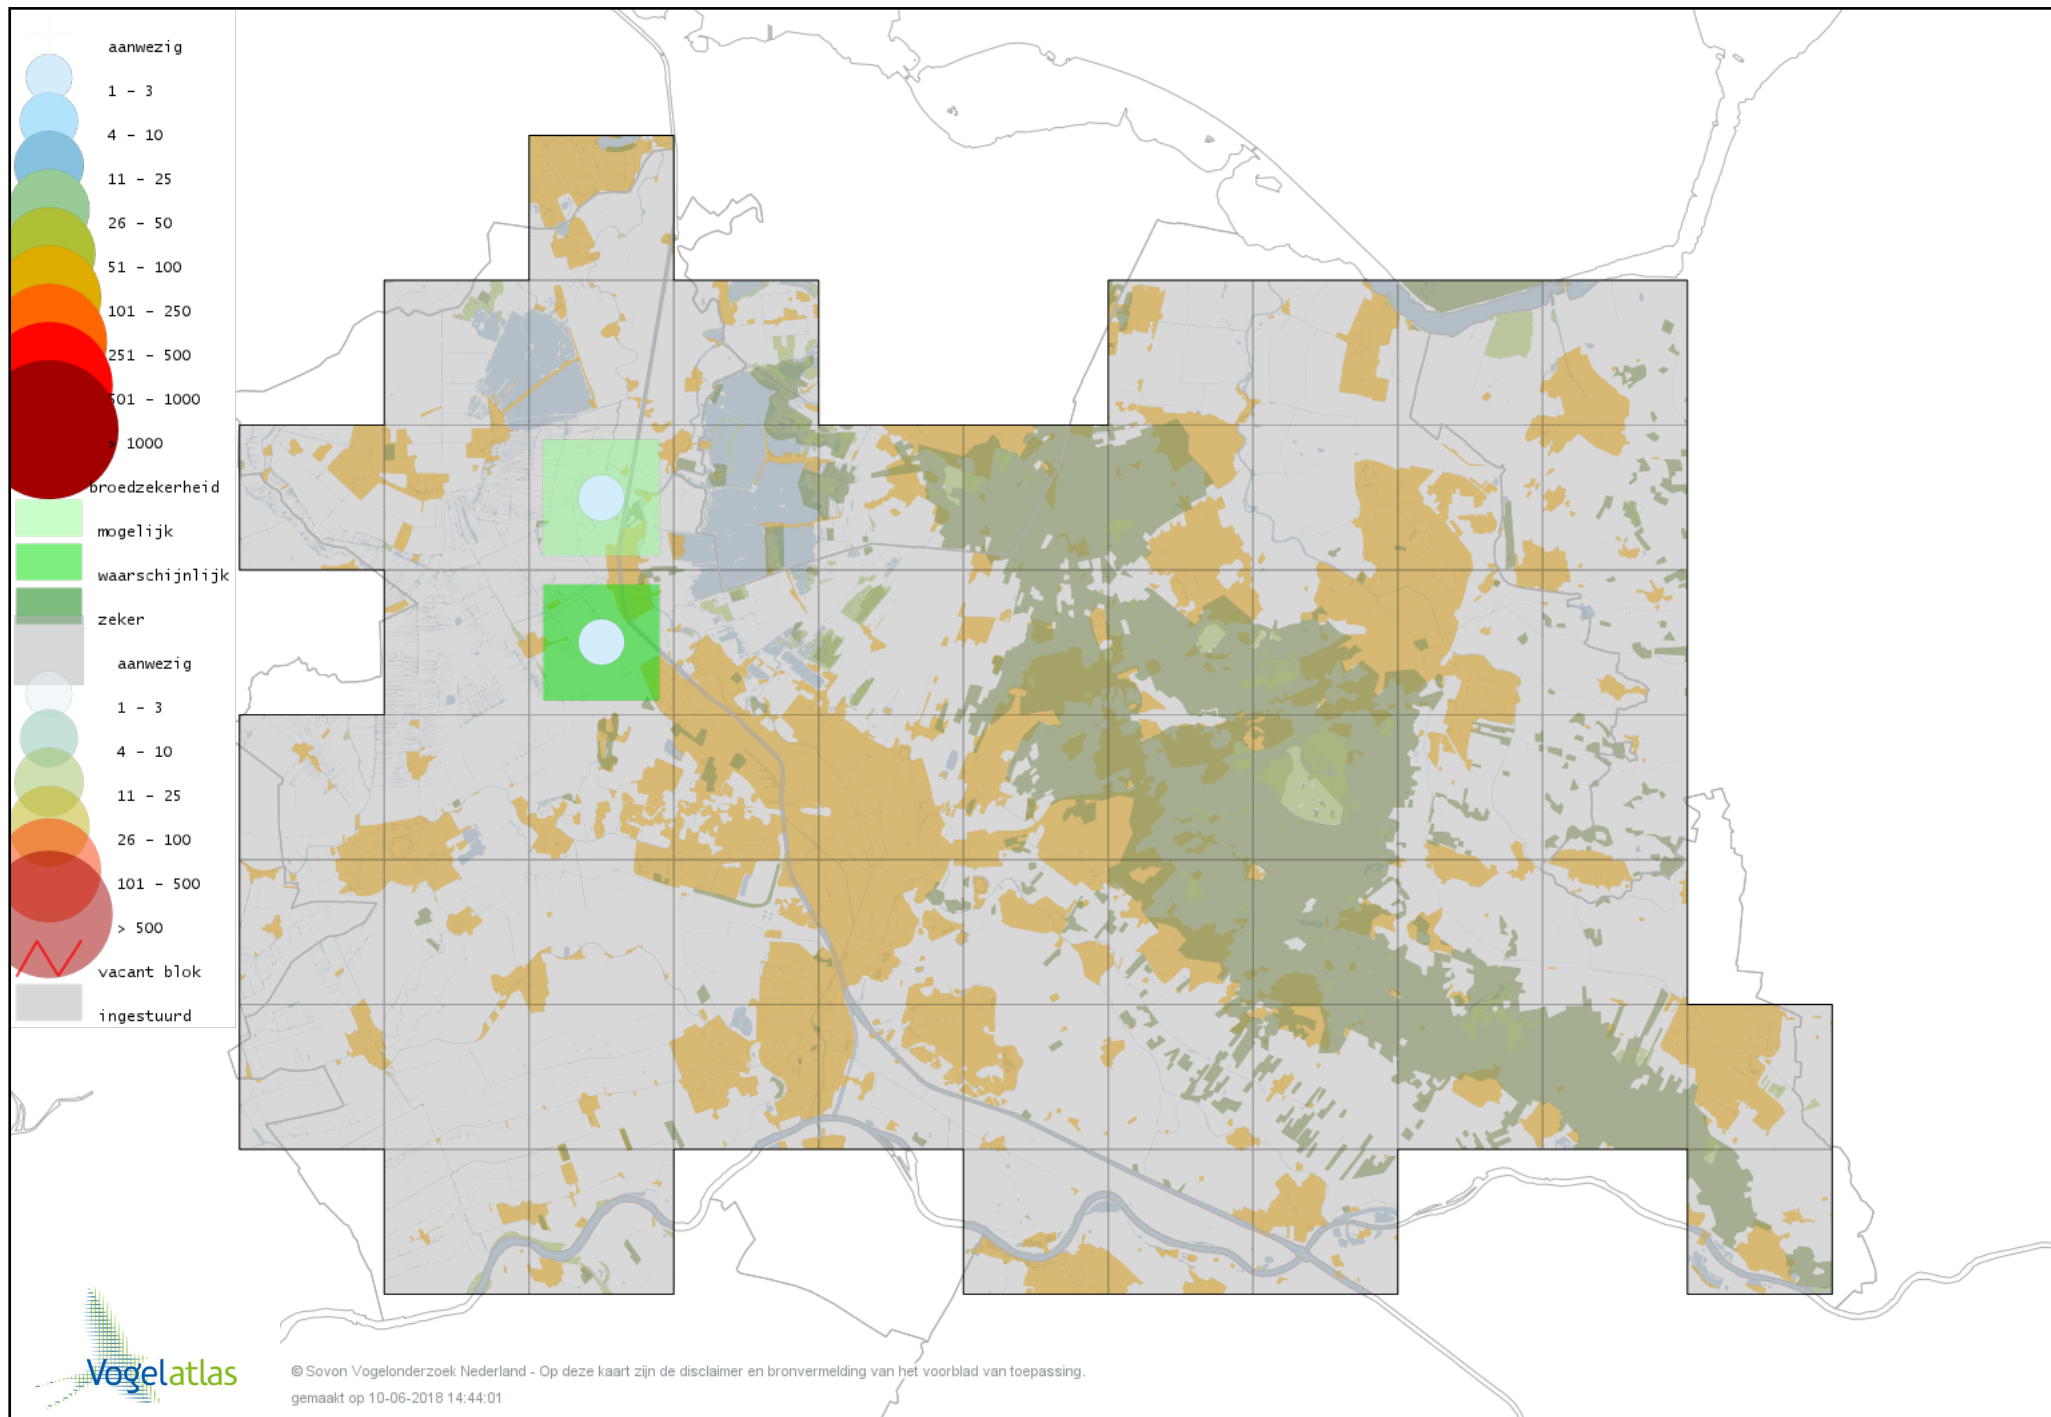 aanwezig
1 - 3
4 - 10
11 - 25
26 - 50
51 - 100
101 - 250
251 - 500
501 - 1000
> 1000
broedzekerheid
mogelijk
waarschijnlijk
zeker
aanwezig
1 - 3
4 - 10
11 - 25
26 - 100
101 - 500
> 500
vacant blok
ingestuurd
Vogelatlas
© Sovon Vogelonderzoek Nederland - Op deze kaart zijn de disclaimer en bronvermelding van het voorblad van toepassing.
gemaakt op 10-06-2018 14:44:01